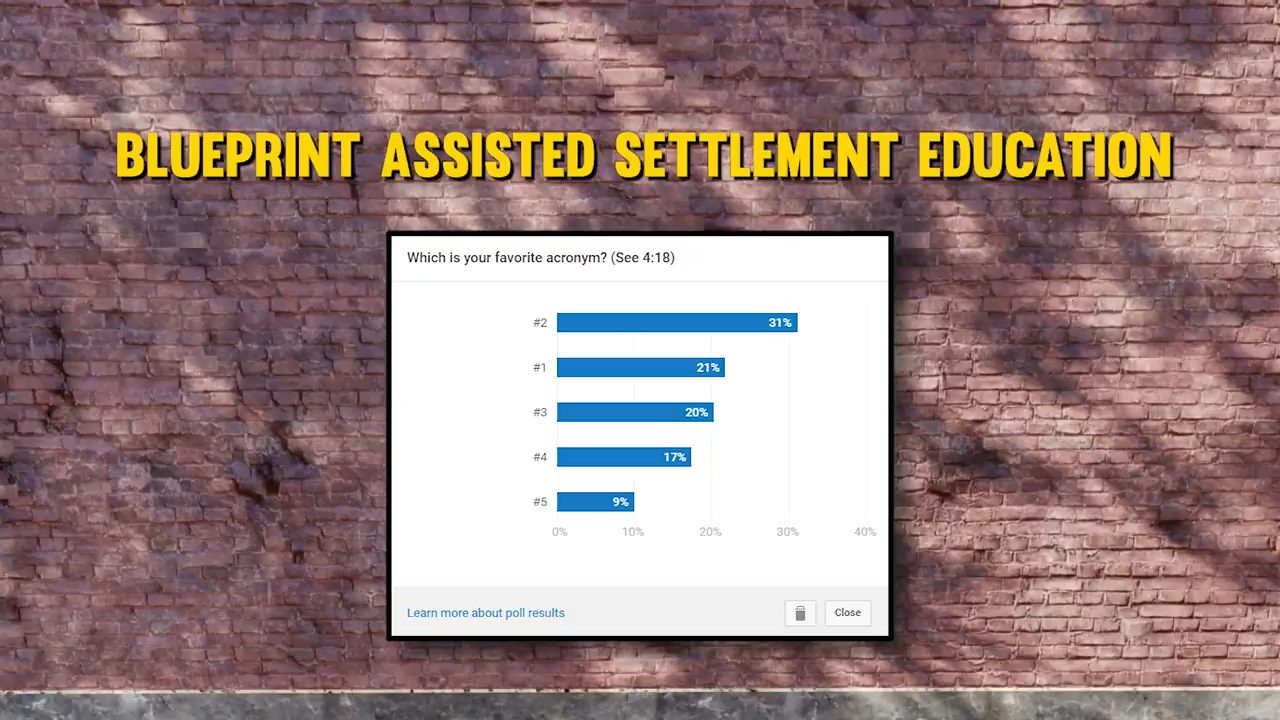 BLUEPRINT ASSISTED SETTLEMENT EDUCATION
Which is your favorite acronym? (See 4:18)
#2 31%
#1 21%
#3 20%
#4 17%
#5 9%
0% 10% 20% 30% 40%
Learn more about poll results
Close